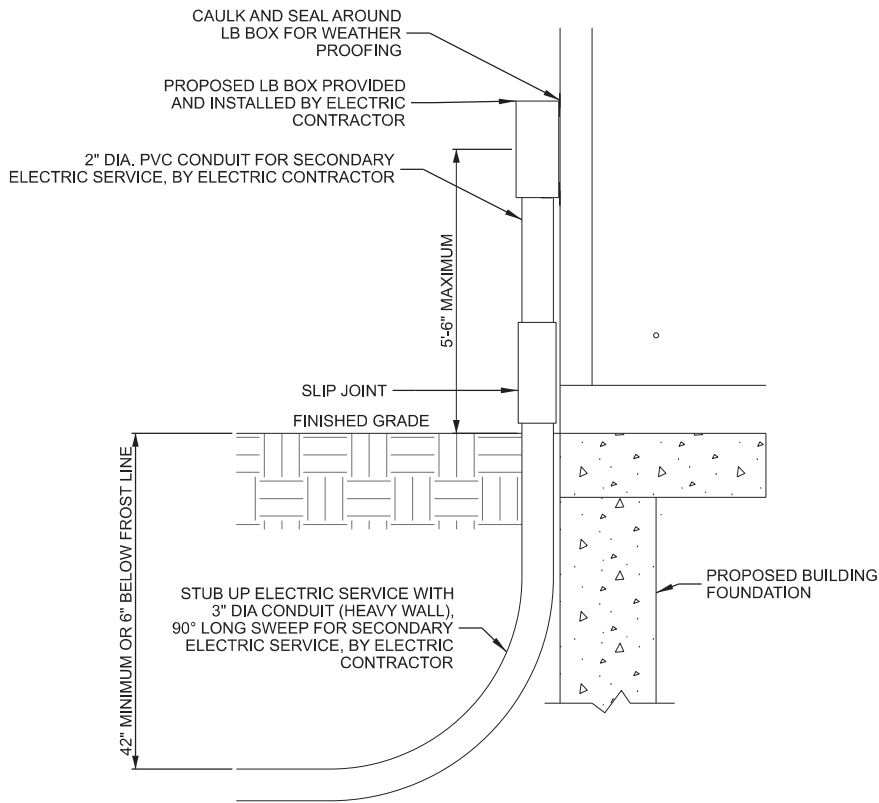 CAULK AND SEAL AROUND
LB BOX FOR WEATHER
PROOFING
PROPOSED LB BOX PROVIDED
AND INSTALLED BY ELECTRIC
CONTRACTOR
2" DIA. PVC CONDUIT FOR SECONDARY
ELECTRIC SERVICE, BY ELECTRIC CONTRACTOR
5'-6" MAXIMUM
SLIP JOINT
FINISHED GRADE
42" MINIMUM OR 6" BELOW FROST LINE
STUB UP ELECTRIC SERVICE WITH
3" DIA CONDUIT (HEAVY WALL),
90° LONG SWEEP FOR SECONDARY
ELECTRIC SERVICE, BY ELECTRIC
CONTRACTOR
PROPOSED BUILDING
FOUNDATION